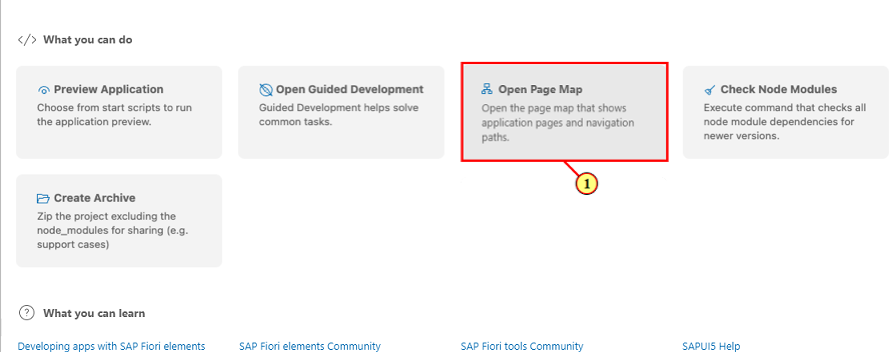 </> What you can do
Preview Application
Choose from start scripts to run
the application preview.
Open Guided Development
Guided Development helps solve
common tasks.
Open Page Map
Open the page map that shows
application pages and navigation
paths.
1
Check Node Modules
Execute command that checks all
node module dependencies for
newer versions.
Create Archive
Zip the project excluding the
node_modules for sharing (e.g.
support cases)
? What you can learn
Developing apps with SAP Fiori elements
SAP Fiori elements Community
SAP Fiori tools Community
SAPUI5 Help